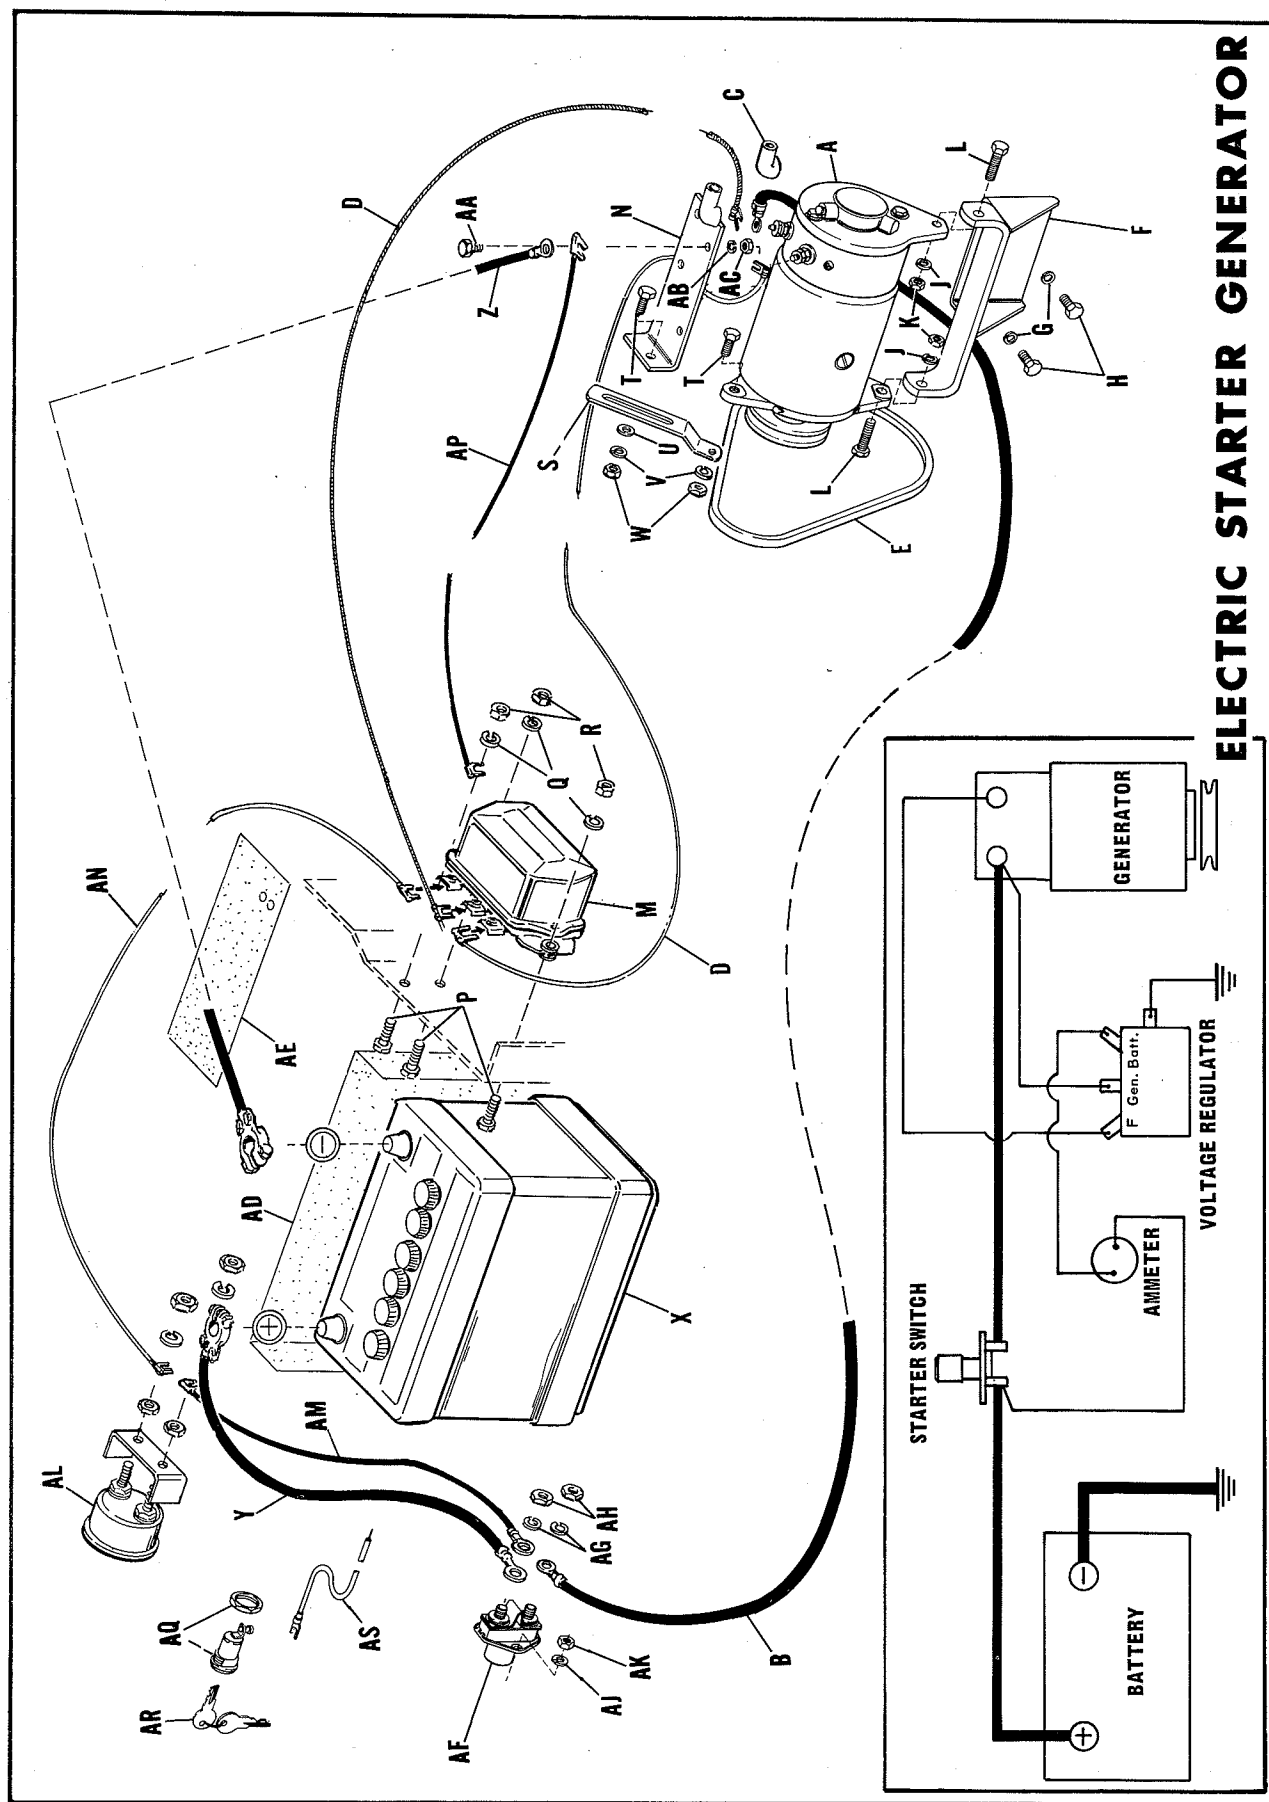 D
AA
Z
AP
S
T
N
AB
AC
C
A
L
F
J
K
J
G
H
T
U
V
W
L
E
AN
AE
Q
R
M
D
P
AD
X
AL
Y
AM
AQ
AR
AS
AF
AG
AH
AJ
AK
B
ELECTRIC STARTER GENERATOR
STARTER SWITCH
BATTERY
AMMETER
VOLTAGE REGULATOR
F Gen. Batt.
GENERATOR
+
−
+
−